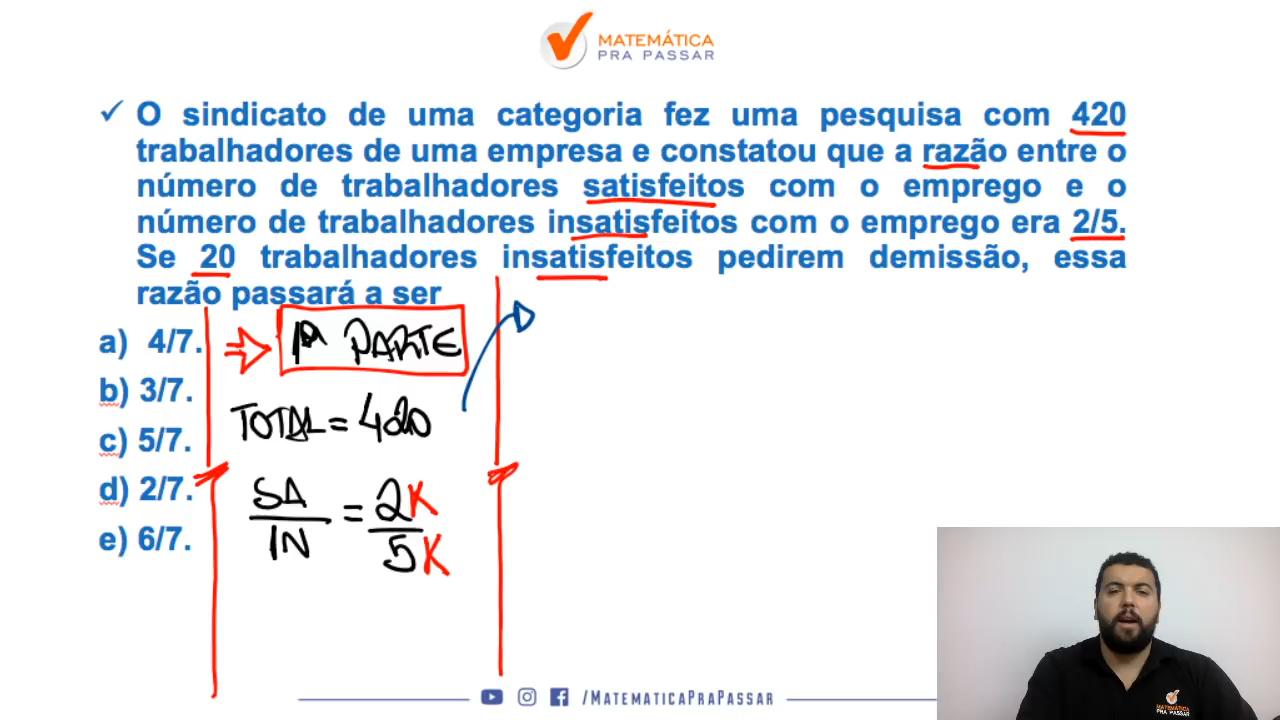 MATEMÁTICA
PRA PASSAR
✓ O sindicato de uma categoria fez uma pesquisa com 420
trabalhadores de uma empresa e constatou que a razão entre o
número de trabalhadores satisfeitos com o emprego e o
número de trabalhadores insatisfeitos com o emprego era 2/5.
Se 20 trabalhadores insatisfeitos pedirem demissão, essa
razão passará a ser
a) 4/7.
b) 3/7.
c) 5/7.
d) 2/7.
e) 6/7.
1ª PARTE
TOTAL = 420
SA/IN = 2K/5K
/MATEMATICAPRAPASSAR
MATEMÁTICA
PRA PASSAR